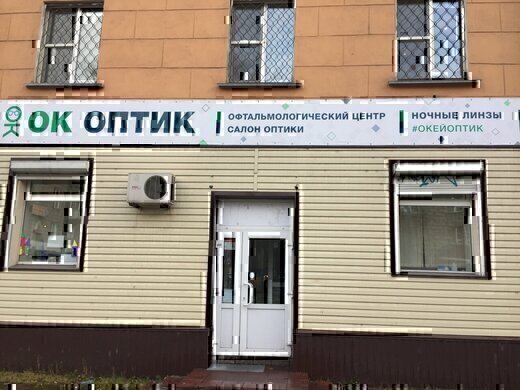 ОК ОПТИК
ОФТАЛЬМОЛОГИЧЕСКИЙ ЦЕНТР
САЛОН ОПТИКИ
НОЧНЫЕ ЛИНЗЫ
#ОКЕЙОПТИК